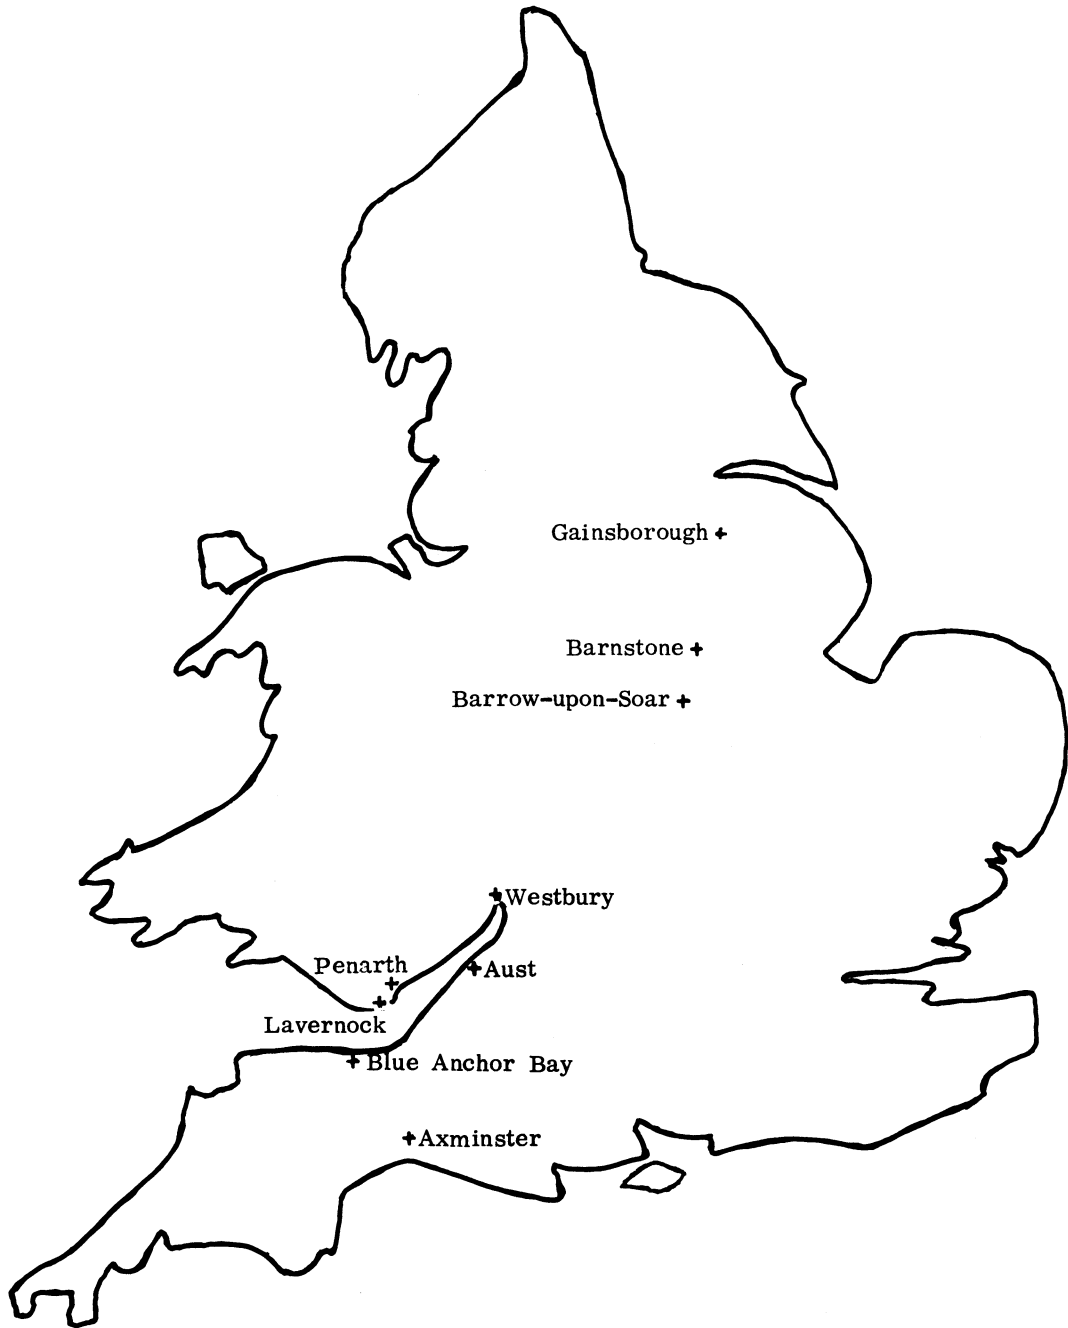 Gainsborough
Barnstone
Barrow-upon-Soar
Westbury
Penarth
Aust
Lavernock
Blue Anchor Bay
Axminster